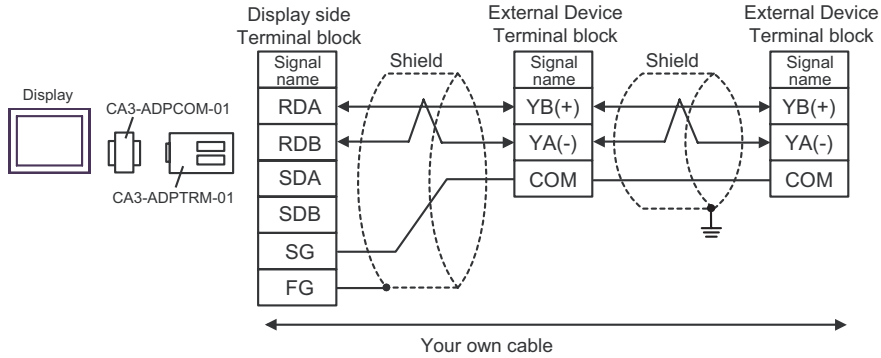 Display side
Terminal block
External Device
Terminal block
External Device
Terminal block
Display
CA3-ADPCOM-01
CA3-ADPTRM-01
Signal
name
RDA
RDB
SDA
SDB
SG
FG
Shield
Signal
name
YB(+)
YA(-)
COM
Shield
Signal
name
YB(+)
YA(-)
COM
Your own cable